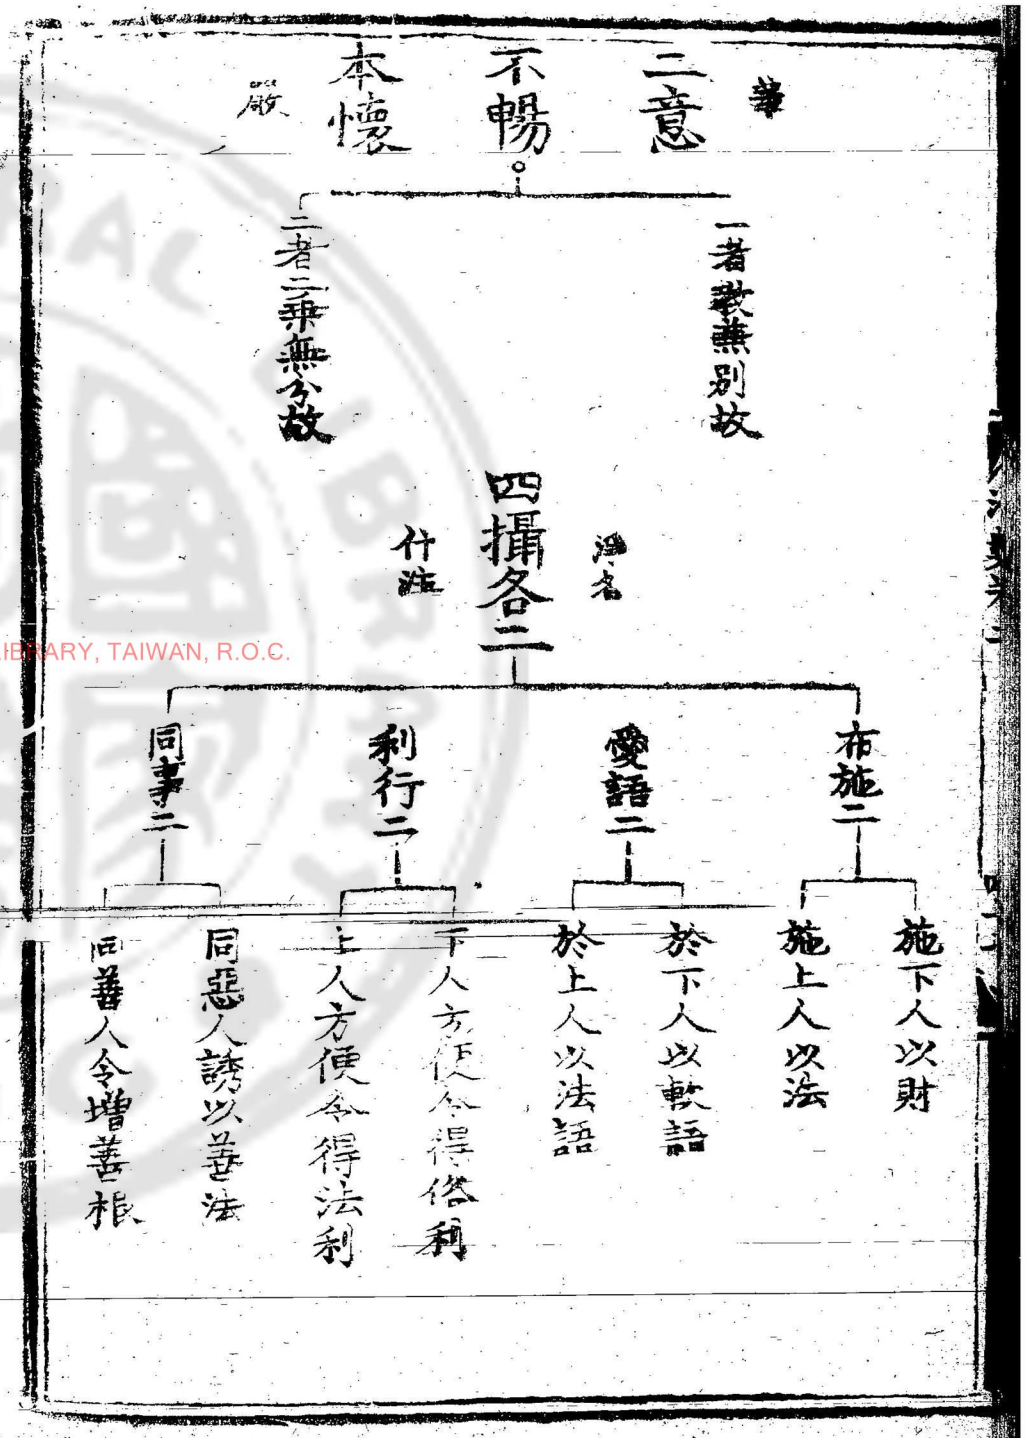 華
二意
不暢
本懷
嚴
一者教兼別故
二者二乘無分故
淨名
四攝各二
什註
布施二
施下人以財
施上人以法
愛語二
於下人以軟語
於上人以法語
利行二
下人方便令得俗利
上人方便令得法利
同事二
同惡人誘以善法
同善人令增善根
LIBRARY, TAIWAN, R.O.C.